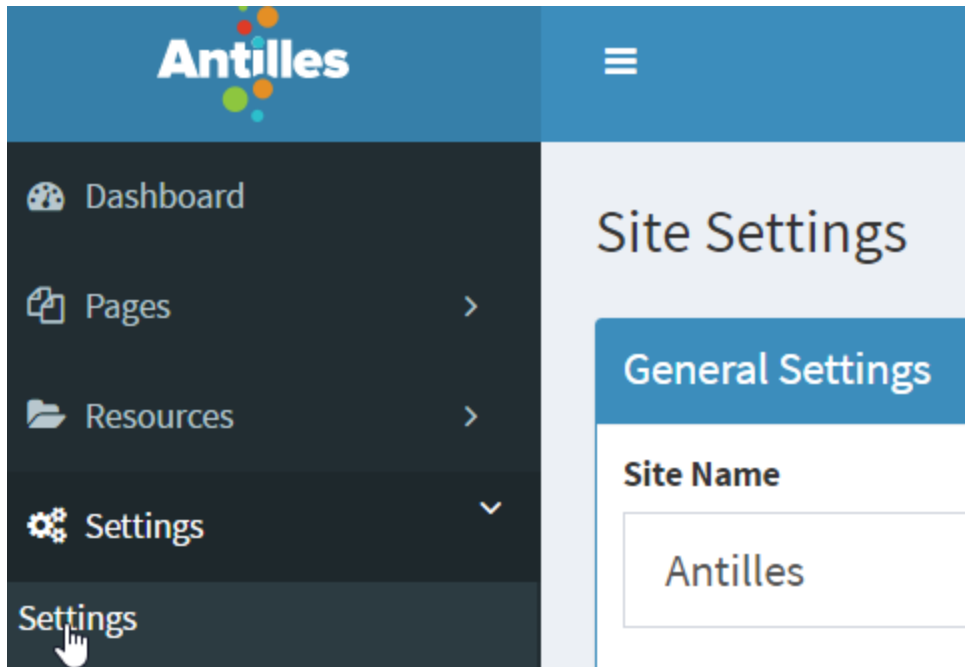 Antilles
Dashboard
Pages
Resources
Settings
Settings
Site Settings
General Settings
Site Name
Antilles